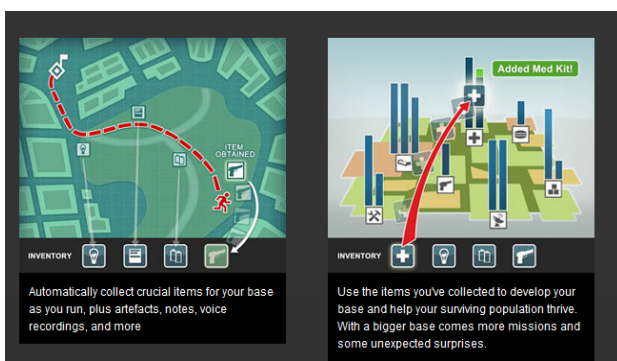 ITEM
OBTAINED
INVENTORY
Automatically collect crucial items for your base
as you run, plus artefacts, notes, voice
recordings, and more
Added Med Kit!
INVENTORY
Use the items you've collected to develop your
base and help your surviving population thrive.
With a bigger base comes more missions and
some unexpected surprises.